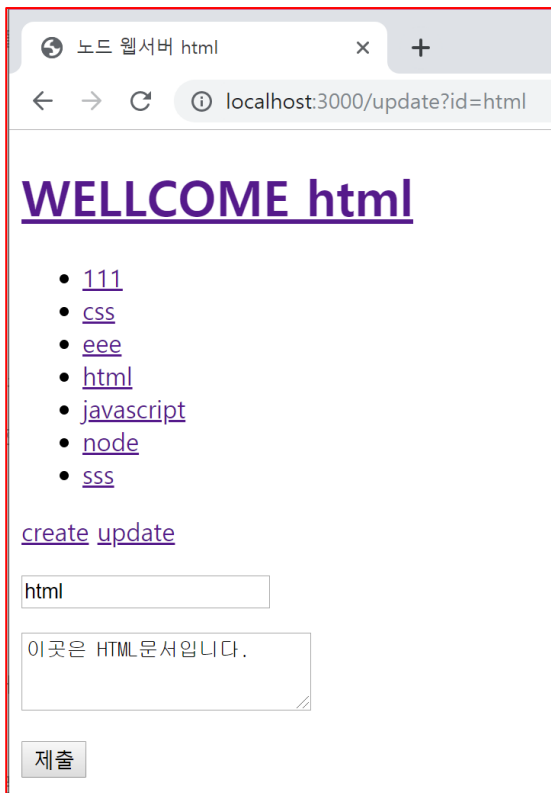 노드 웹서버 html
localhost:3000/update?id=html
WELLCOME html
111
css
eee
html
javascript
node
sss
create update
html
이곳은 HTML문서입니다.
제출